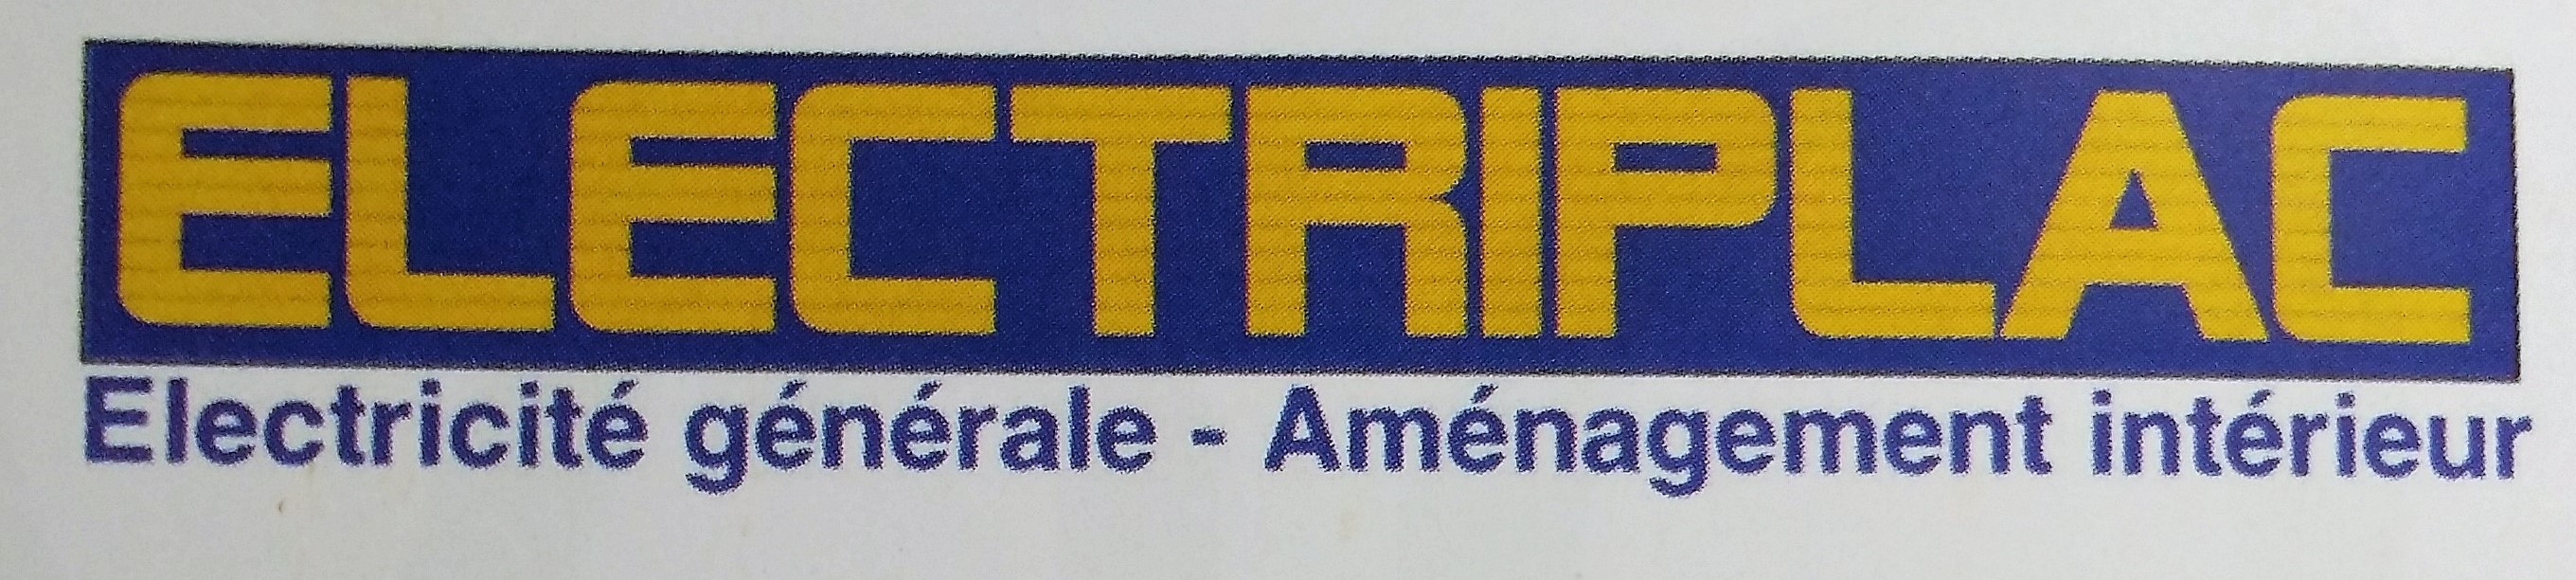 ELECTRIPLAC
Electricité générale - Aménagement intérieur